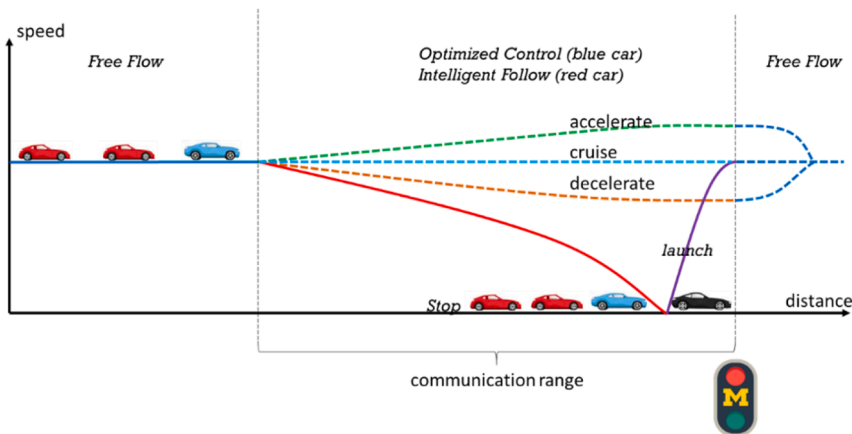 speed
Free Flow
Optimized Control (blue car)
Intelligent Follow (red car)
Free Flow
accelerate
cruise
decelerate
launch
Stop
distance
communication range
M